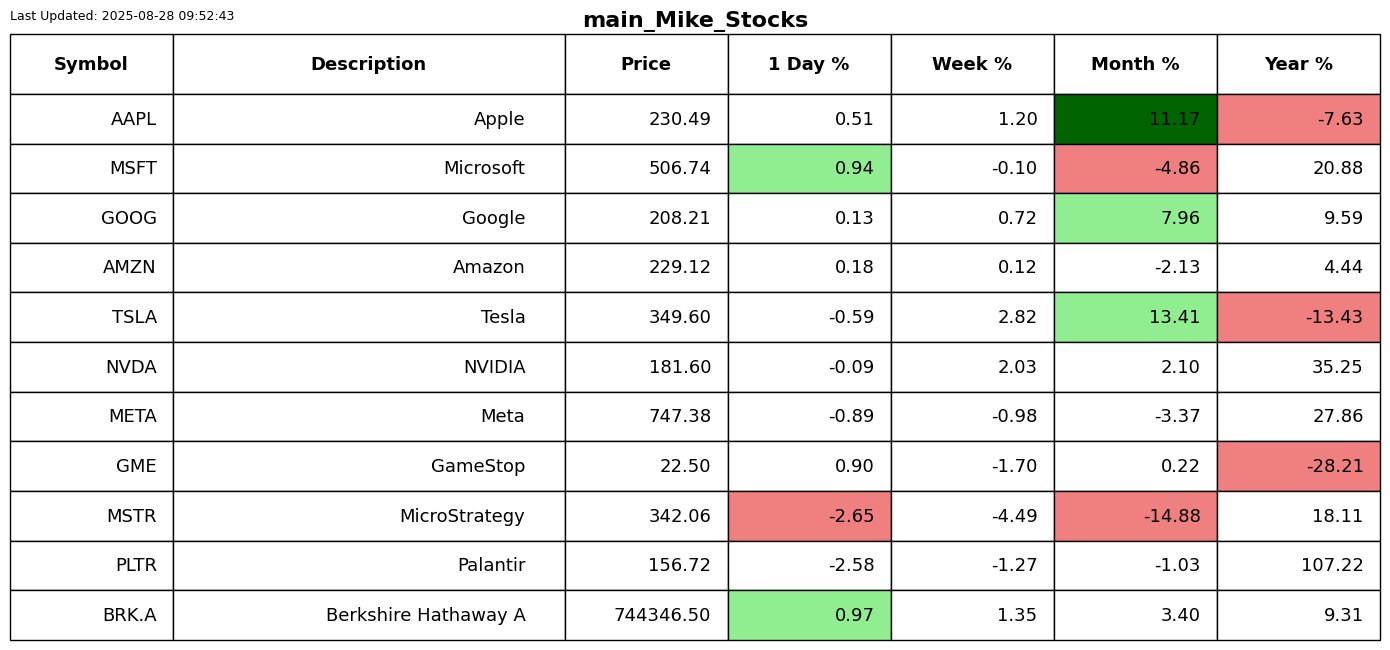 Last Updated: 2025-08-28 09:52:43
main_Mike_Stocks
Symbol Description Price 1 Day % Week % Month % Year %
AAPL Apple 230.49 0.51 1.20 11.17 -7.63
MSFT Microsoft 506.74 0.94 -0.10 -4.86 20.88
GOOG Google 208.21 0.13 0.72 7.96 9.59
AMZN Amazon 229.12 0.18 0.12 -2.13 4.44
TSLA Tesla 349.60 -0.59 2.82 13.41 -13.43
NVDA NVIDIA 181.60 -0.09 2.03 2.10 35.25
META Meta 747.38 -0.89 -0.98 -3.37 27.86
GME GameStop 22.50 0.90 -1.70 0.22 -28.21
MSTR MicroStrategy 342.06 -2.65 -4.49 -14.88 18.11
PLTR Palantir 156.72 -2.58 -1.27 -1.03 107.22
BRK.A Berkshire Hathaway A 744346.50 0.97 1.35 3.40 9.31